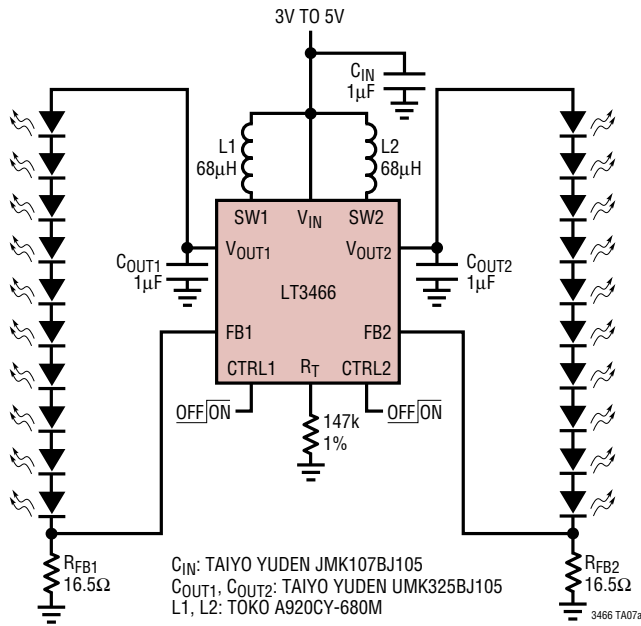 3V TO 5V
CIN
1µF
L1
68µH
L2
68µH
SW1
VIN
SW2
VOUT1
VOUT2
COUT1
1µF
COUT2
1µF
LT3466
FB1
FB2
CTRL1
RT
CTRL2
OFF ON
OFF ON
147k
1%
RFB1
16.5Ω
RFB2
16.5Ω
CIN: TAIYO YUDEN JMK107BJ105
COUT1, COUT2: TAIYO YUDEN UMK325BJ105
L1, L2: TOKO A920CY-680M
3466 TA07a